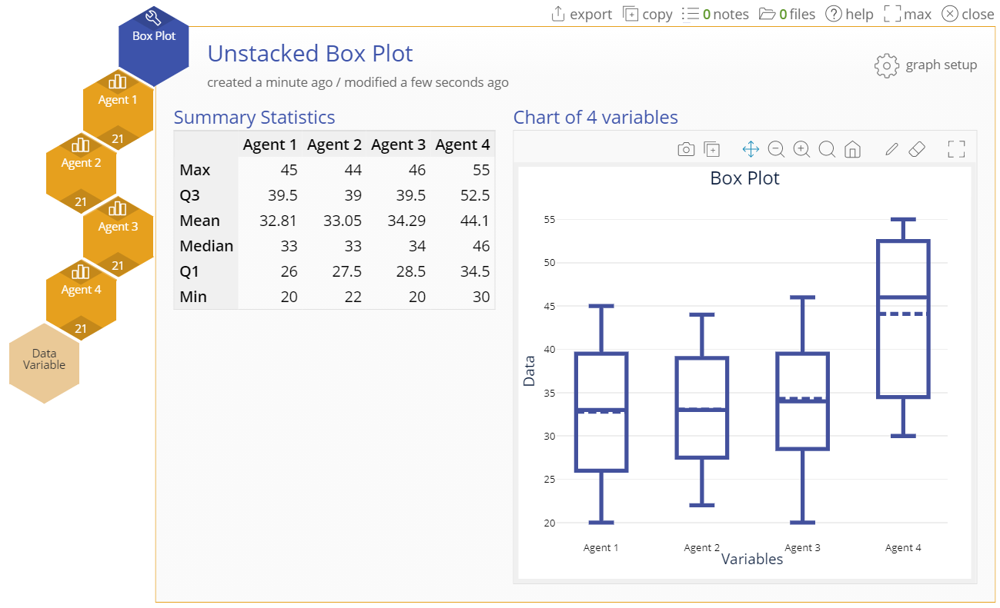 export copy 0 notes 0 files help max close
Box Plot
Unstacked Box Plot
created a minute ago / modified a few seconds ago
graph setup
Agent 1
21
Agent 2
21
Agent 3
21
Agent 4
21
Data
Variable
Summary Statistics
Agent 1 Agent 2 Agent 3 Agent 4
Max 45 44 46 55
Q3 39.5 39 39.5 52.5
Mean 32.81 33.05 34.29 44.1
Median 33 33 34 46
Q1 26 27.5 28.5 34.5
Min 20 22 20 30
Chart of 4 variables
Box Plot
55
50
45
40
35
30
25
20
Data
Agent 1 Agent 2 Agent 3 Agent 4
Variables